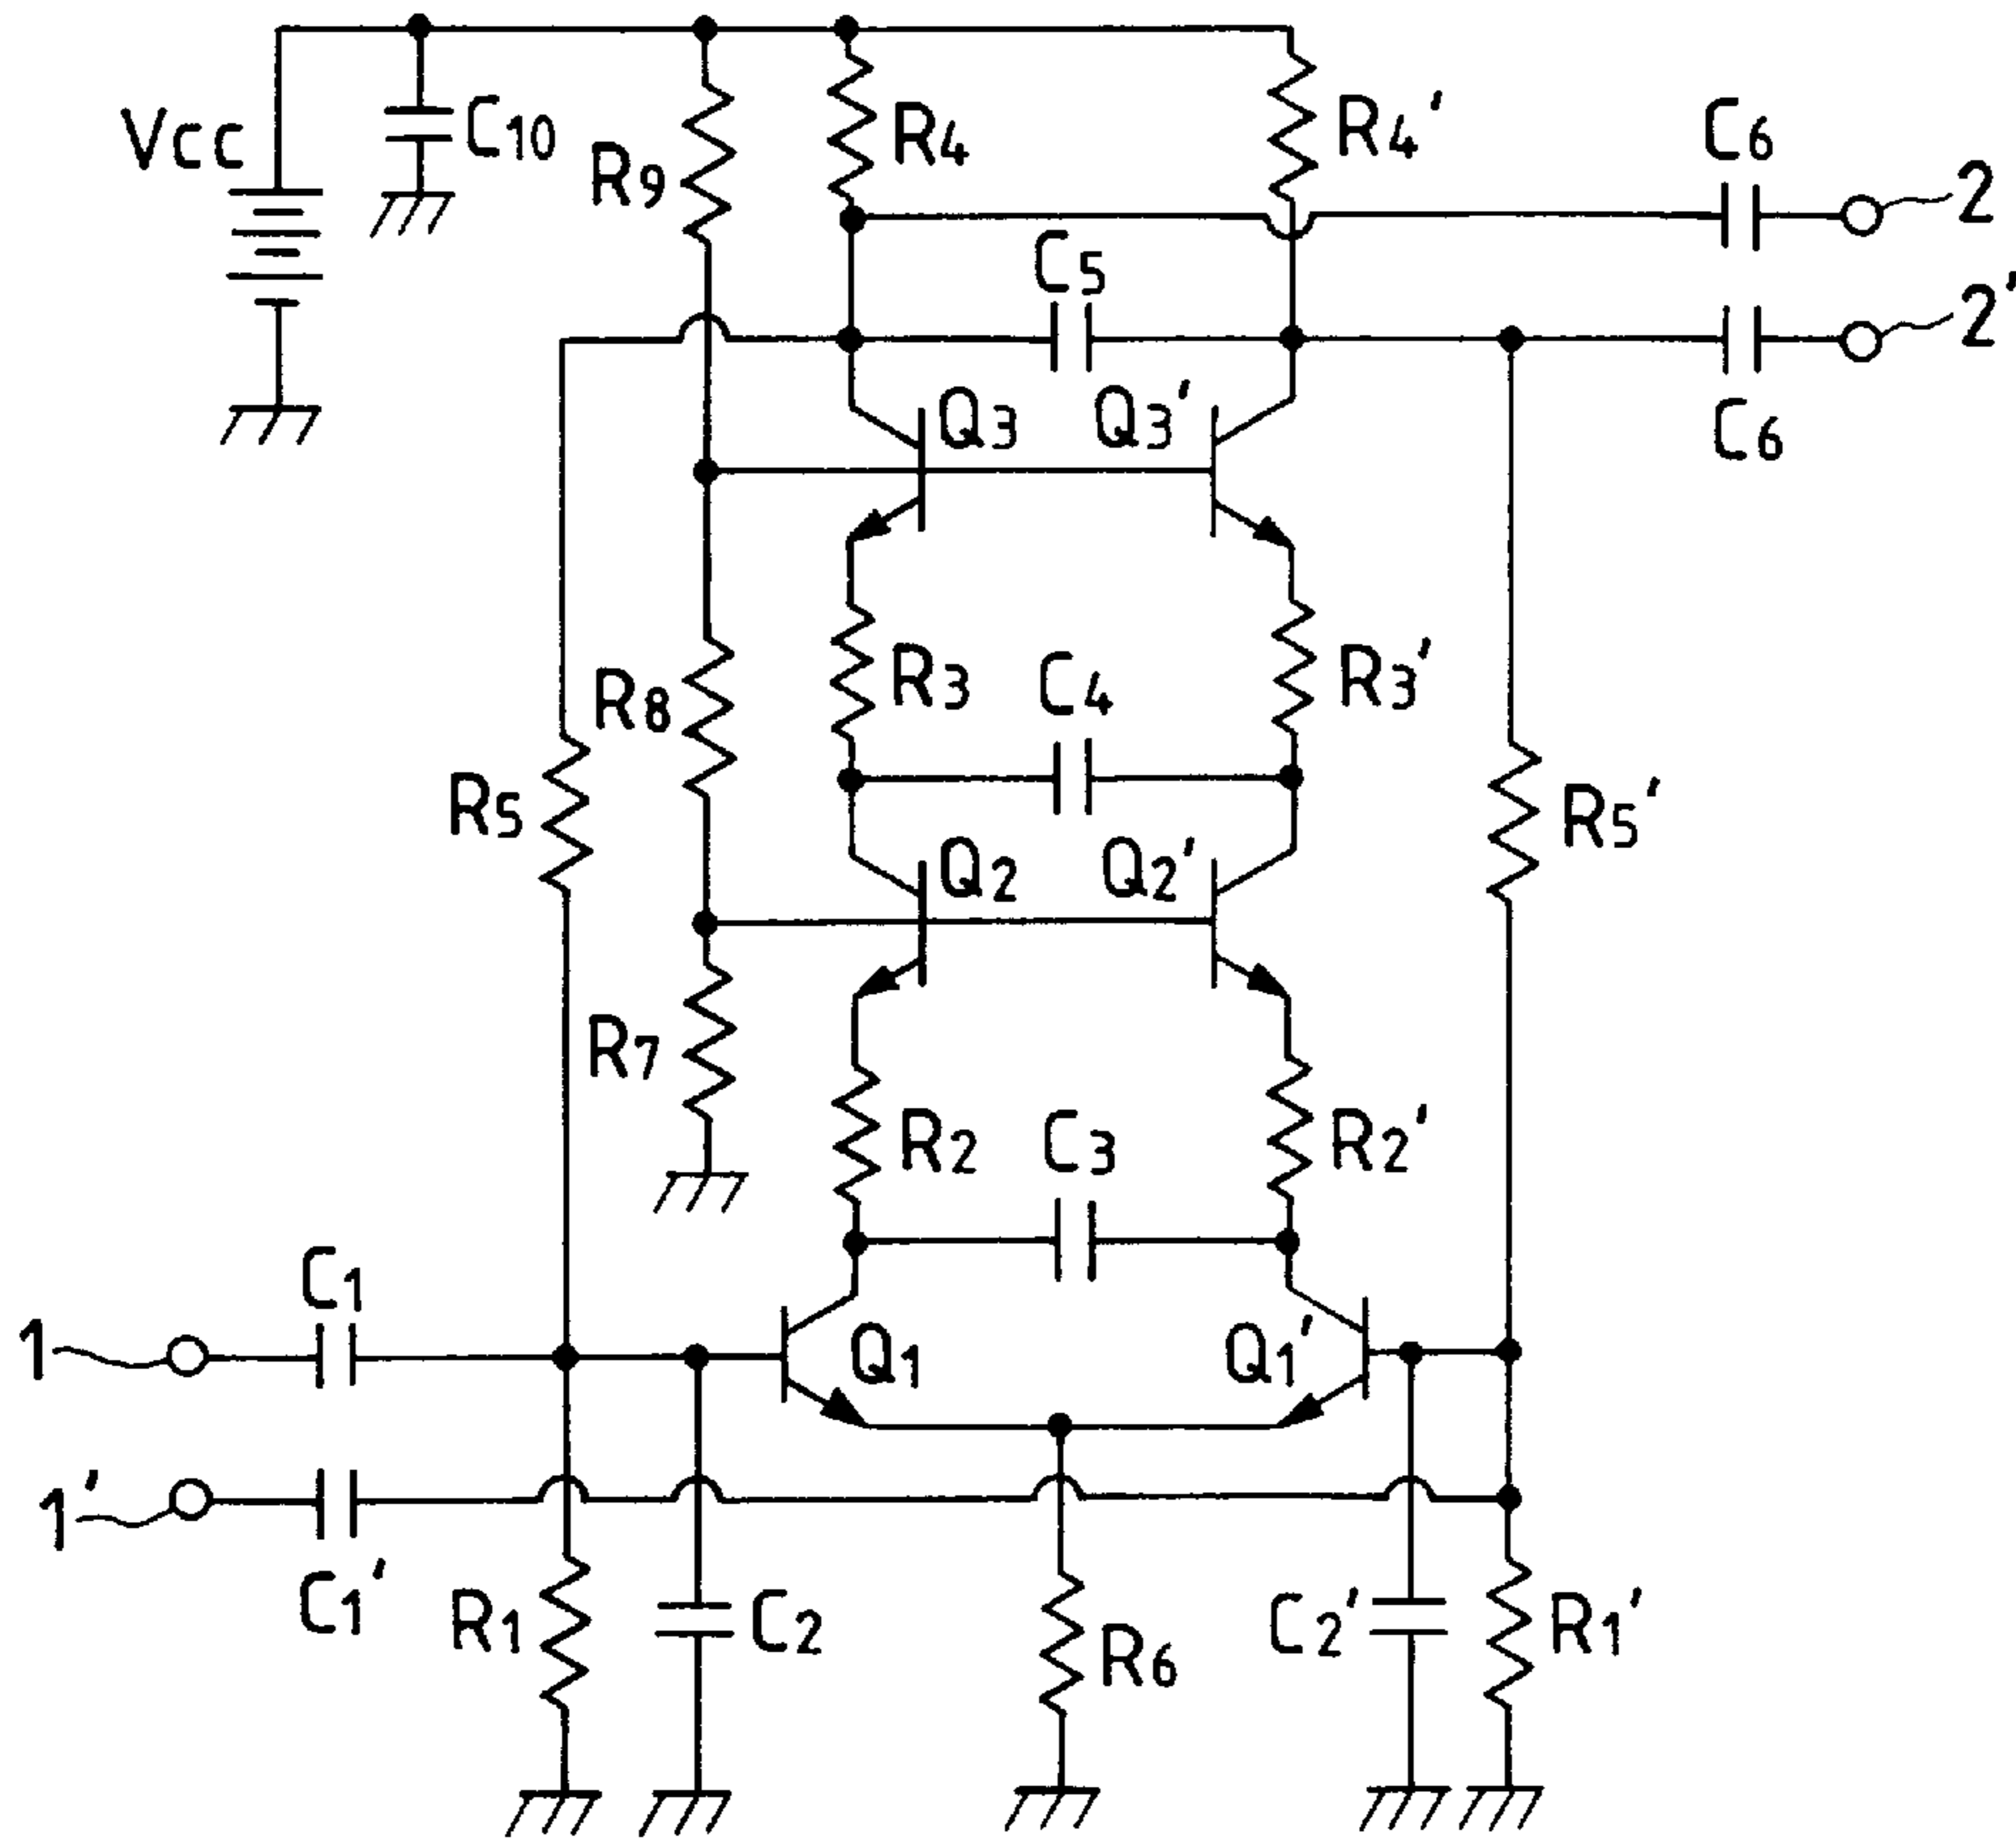 Vcc
C10
R9
R4
R4'
C6
2
C5
2'
Q3
Q3'
C6
R3
C4
R3'
R8
R5
R5'
Q2
Q2'
R7
R2
C3
R2'
C1
1
Q1
Q1'
1'
C1'
R1
C2
R6
C2'
R1'